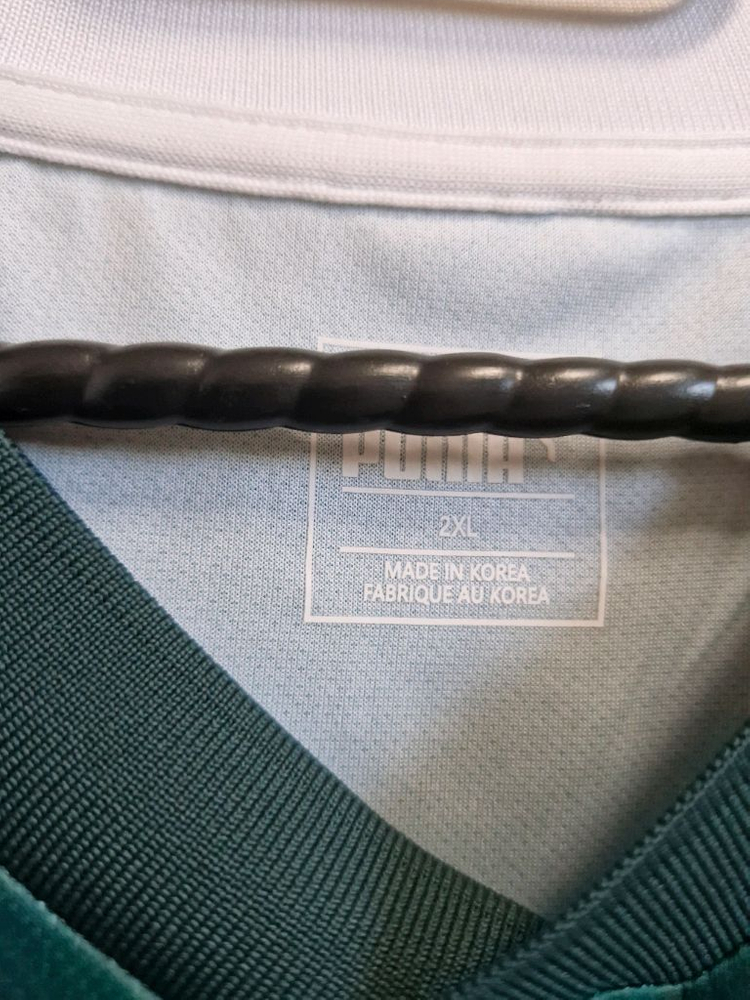 PUMA
2XL
MADE IN KOREA
FABRIQUE AU KOREA